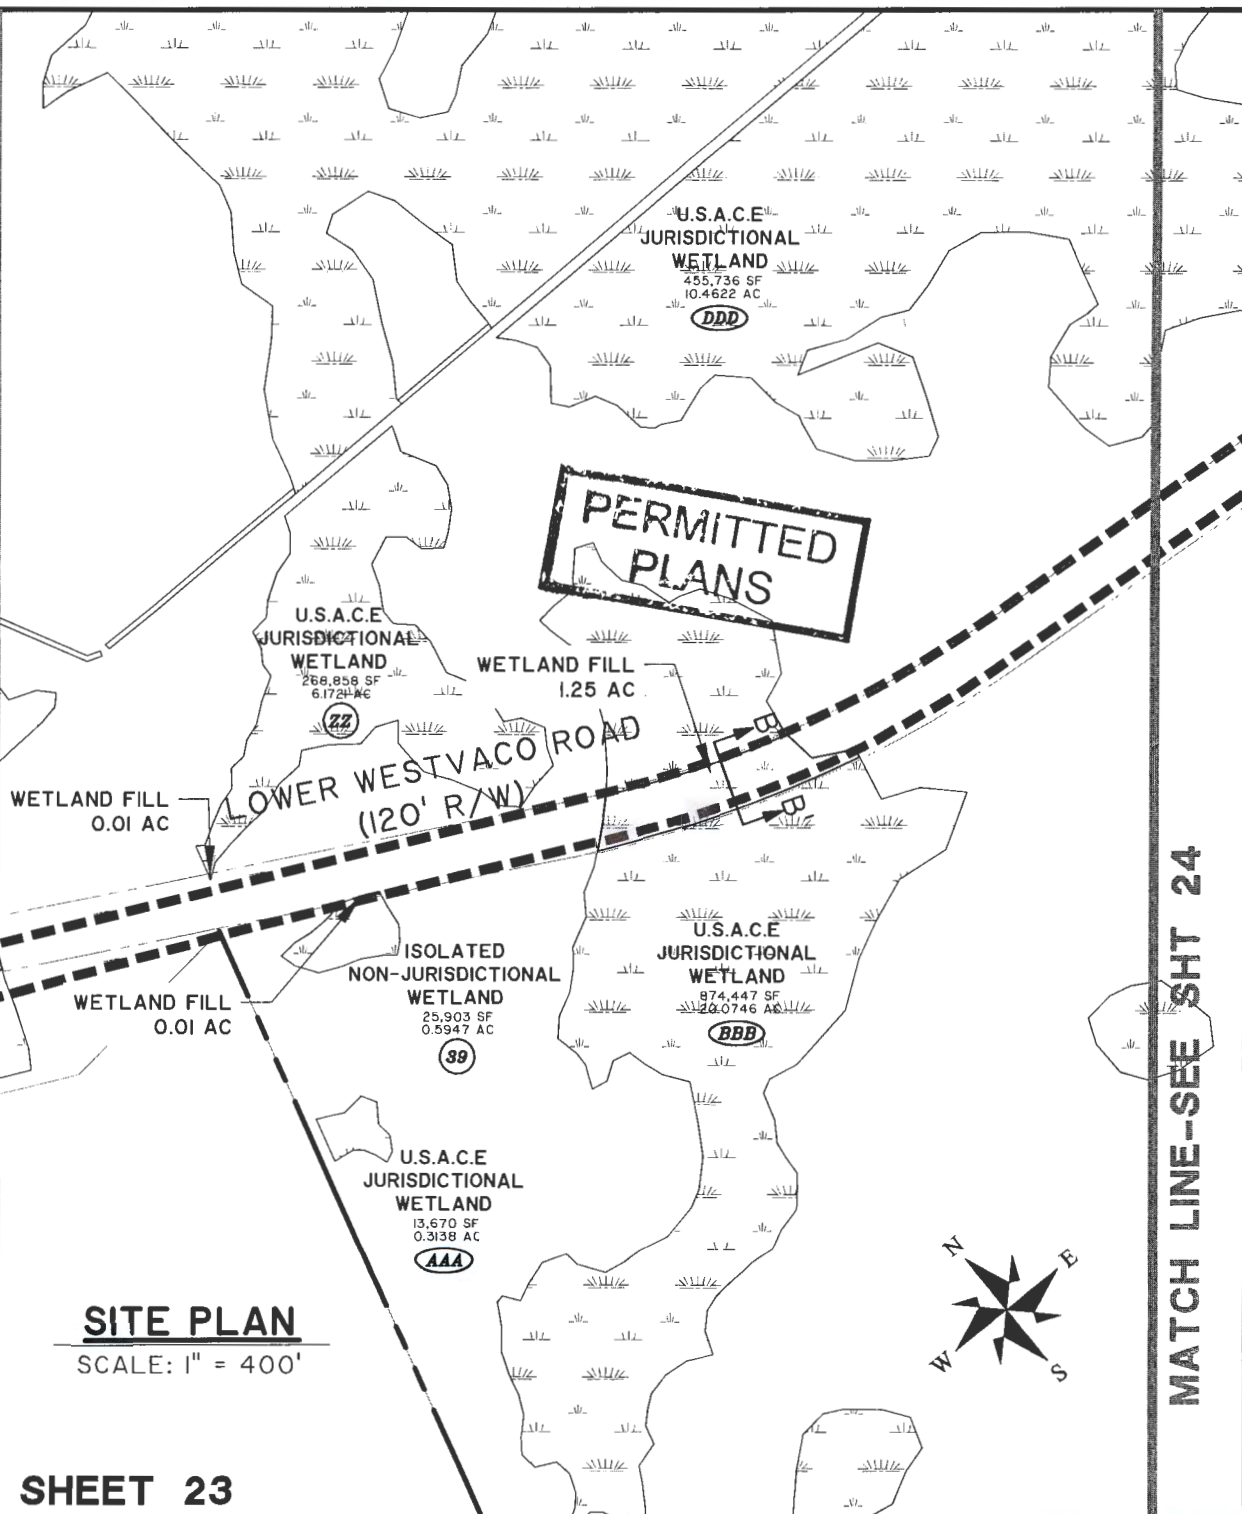 U.S.A.C.E
JURISDICTIONAL
WETLAND
455,736 SF
10.4622 AC
DDD
PERMITTED
PLANS
U.S.A.C.E
JURISDICTIONAL
WETLAND
268,858 SF
6.1721 AC
ZZ
WETLAND FILL
1.25 AC
B
B
LOWER WESTVACO ROAD
(120' R/W)
WETLAND FILL
0.01 AC
WETLAND FILL
0.01 AC
ISOLATED
NON-JURISDICTIONAL
WETLAND
25,903 SF
0.5947 AC
39
U.S.A.C.E
JURISDICTIONAL
WETLAND
874,447 SF
20.0746 AC
BBB
U.S.A.C.E
JURISDICTIONAL
WETLAND
13,670 SF
0.3138 AC
AAA
N
E
W
S
MATCH LINE-SEE SHT 24
SITE PLAN
SCALE: 1" = 400'
SHEET 23